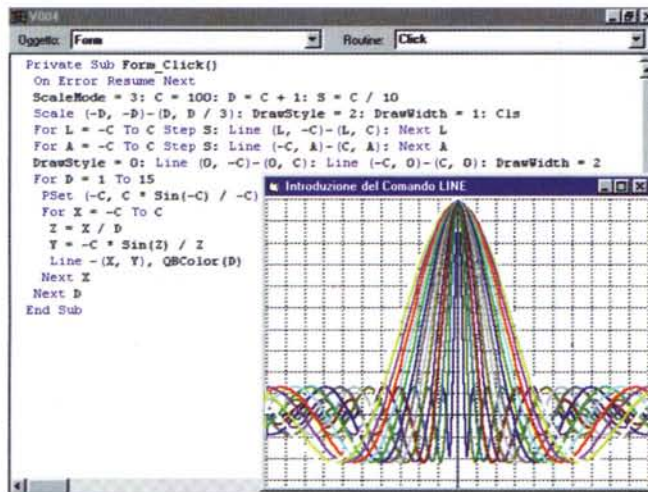 V004
Oggetto: Form Routine: Click
Private Sub Form_Click()
On Error Resume Next
ScaleMode = 3: C = 100: D = C + 1: S = C / 10
Scale (-D, -D)-(D, D / 3): DrawStyle = 2: DrawWidth = 1: Cls
For L = -C To C Step S: Line (L, -C)-(L, C): Next L
For A = -C To C Step S: Line (-C, A)-(C, A): Next A
DrawStyle = 0: Line (0, -C)-(0, C): Line (-C, 0)-(C, 0): DrawWidth = 2
For D = 1 To 15
PSet (-C, C * Sin(-C) / -C)
For X = -C To C
Z = X / D
Y = -C * Sin(Z) / Z
Line -(X, Y), QBColor(D)
Next X
Next D
End Sub
Introduzione del Comando LINE